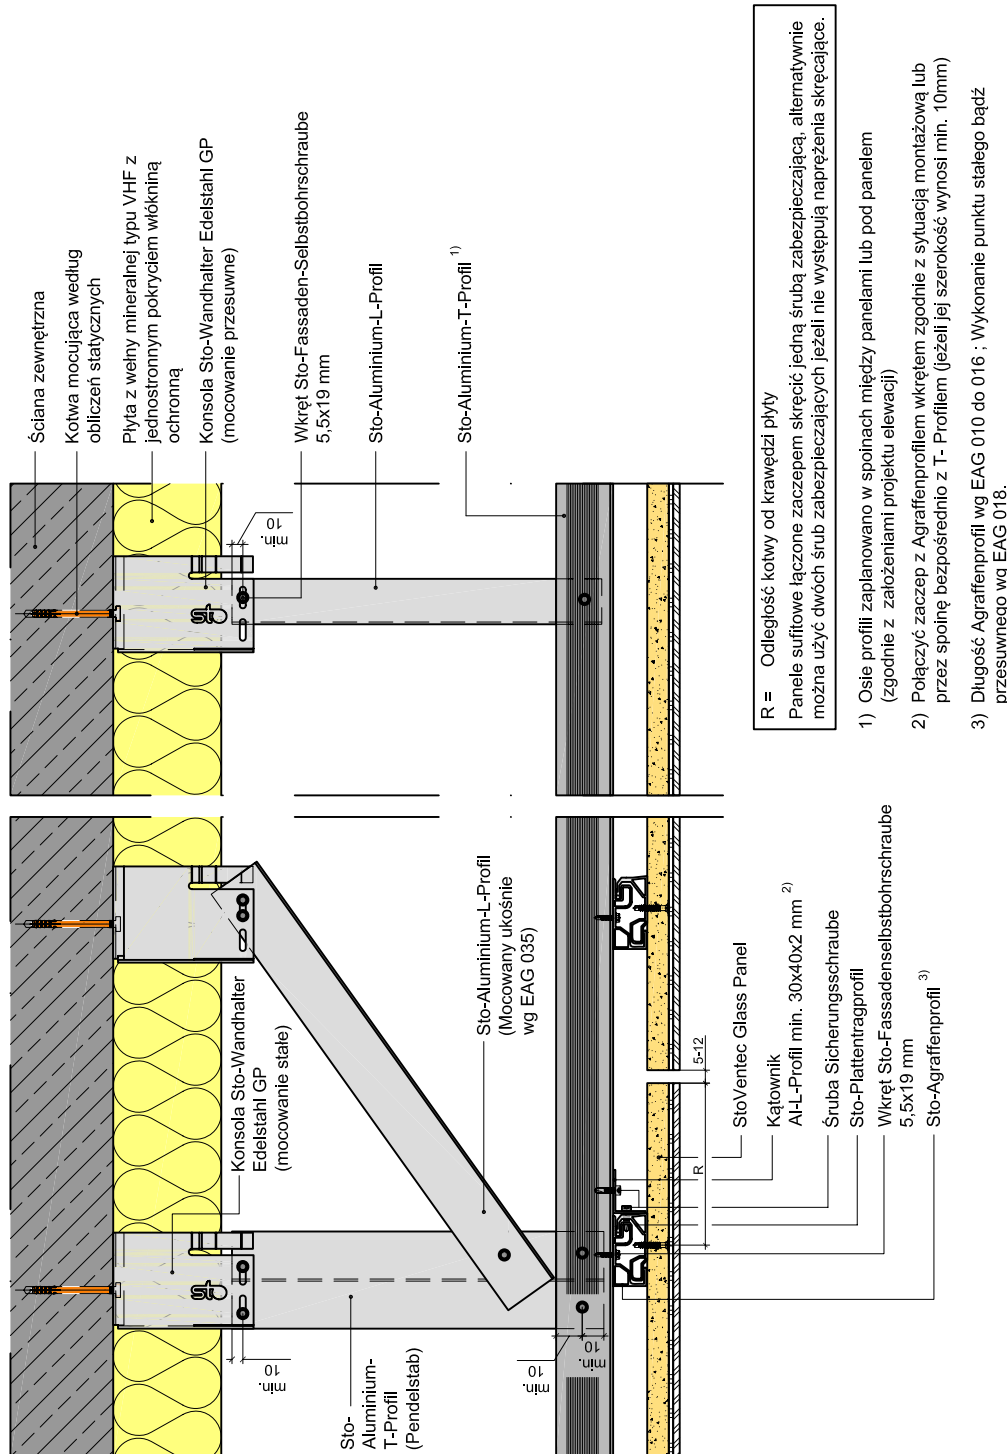 Ściana zewnętrzna
Kotwa mocująca według
obliczeń statycznych
Płyta z wełny mineralnej typu VHF z
jednostronnym pokryciem włókniną
ochronną
Konsola Sto-Wandhalter Edelstahl GP
(mocowanie przesuwne)
Wkręt Sto-Fassaden-Selbstbohrschraube
5,5x19 mm
Sto-Aluminium-L-Profil
Sto-Aluminium-T-Profil 1)
min.
10
sto
Konsola Sto-Wandhalter
Edelstahl GP
(mocowanie stałe)
Sto-Aluminium-L-Profil
(Mocowany ukośnie
wg EAG 035)
sto
min.
10
Sto-
Aluminium-
T-Profil
(Pendelstab)
min.
10
min.
10
5-12
R
StoVentec Glass Panel
Kątownik
Al-L-Profil min. 30x40x2 mm 2)
Śruba Sicherungsschraube
Sto-Plattentragprofil
Wkręt Sto-Fassadenselbstbohrschraube
5,5x19 mm
Sto-Agraffenprofil 3)
R = Odległość kotwy od krawędzi płyty
Panele sufitowe łączone zaczepem skręcić jedną śrubą zabezpieczającą, alternatywnie
można użyć dwóch śrub zabezpieczających jeżeli nie występują naprężenia skręcające.
1) Osie profili zaplanowano w spoinach między panelami lub pod panelem
(zgodnie z założeniami projektu elewacji)
2) Połączyć zaczep z Agraffenprofilem wkrętem zgodnie z sytuacją montażową lub
przez spoinę bezpośrednio z T- Profilem (jeżeli jej szerokość wynosi min. 10mm)
3) Długość Agraffenprofil wg EAG 010 do 016 ; Wykonanie punktu stałego bądź
przesuwnego wg EAG 018.